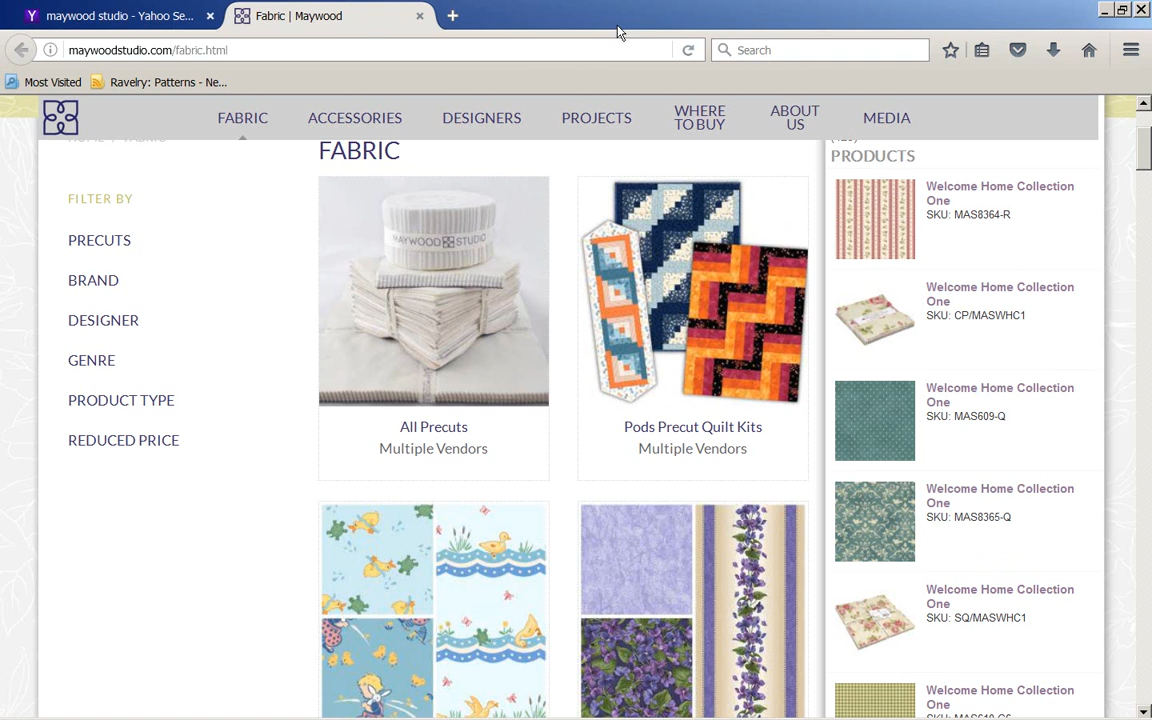 maywood studio - Yahoo Se...
Fabric | Maywood
maywoodstudio.com/fabric.html
Search
Most Visited
Ravelry: Patterns - Ne...
FABRIC
ACCESSORIES
DESIGNERS
PROJECTS
WHERE
TO BUY
ABOUT
US
MEDIA
FILTER BY
PRECUTS
BRAND
DESIGNER
GENRE
PRODUCT TYPE
REDUCED PRICE
FABRIC
MAYWOOD STUDIO
All Precuts
Multiple Vendors
Pods Precut Quilt Kits
Multiple Vendors
PRODUCTS
Welcome Home Collection
One
SKU: MAS8364-R
Welcome Home Collection
One
SKU: CP/MASWHC1
Welcome Home Collection
One
SKU: MAS609-Q
Welcome Home Collection
One
SKU: MAS8365-Q
Welcome Home Collection
One
SKU: SQ/MASWHC1
Welcome Home Collection
One